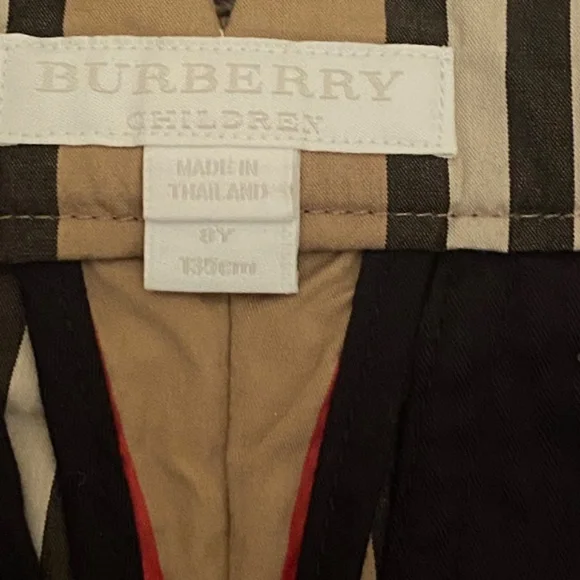 BURBERRY
CHILDREN
MADE IN
THAILAND
8Y
135cm